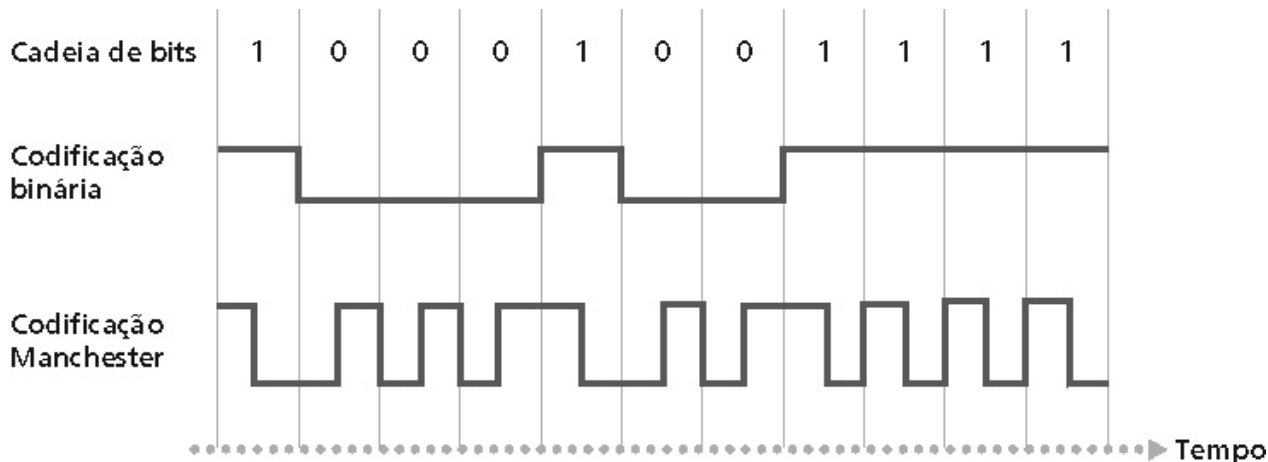 Cadeia de bits 1 0 0 0 1 0 0 1 1 1 1
Codificação
binária
Codificação
Manchester
Tempo